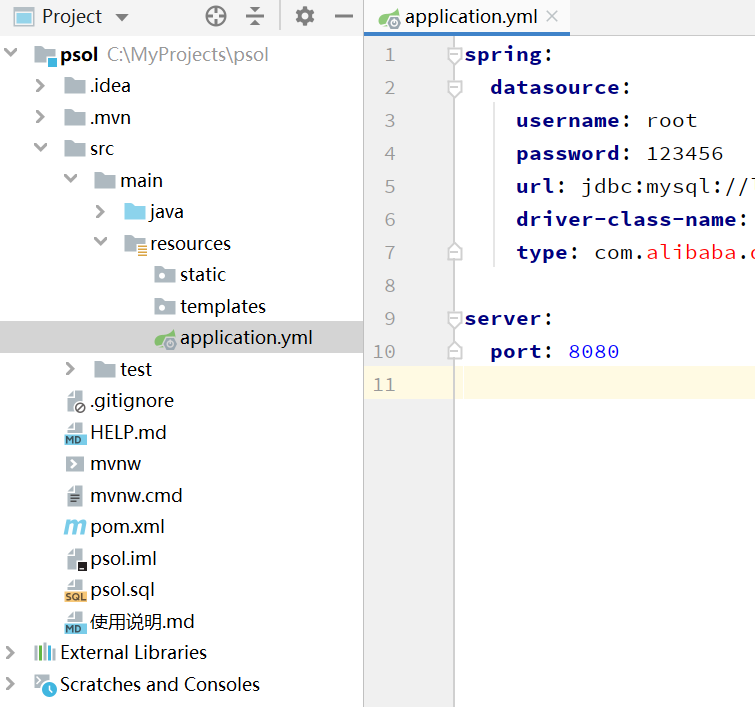 Project
psol C:\MyProjects\psol
.idea
.mvn
src
main
java
resources
static
templates
application.yml
test
.gitignore
MD HELP.md
mvnw
mvnw.cmd
m pom.xml
psol.iml
SQL psol.sql
MD 使用说明.md
External Libraries
Scratches and Consoles
application.yml
1 spring:
2 datasource:
3 username: root
4 password: 123456
5 url: jdbc:mysql://
6 driver-class-name:
7 type: com.alibaba.
8
9 server:
10 port: 8080
11